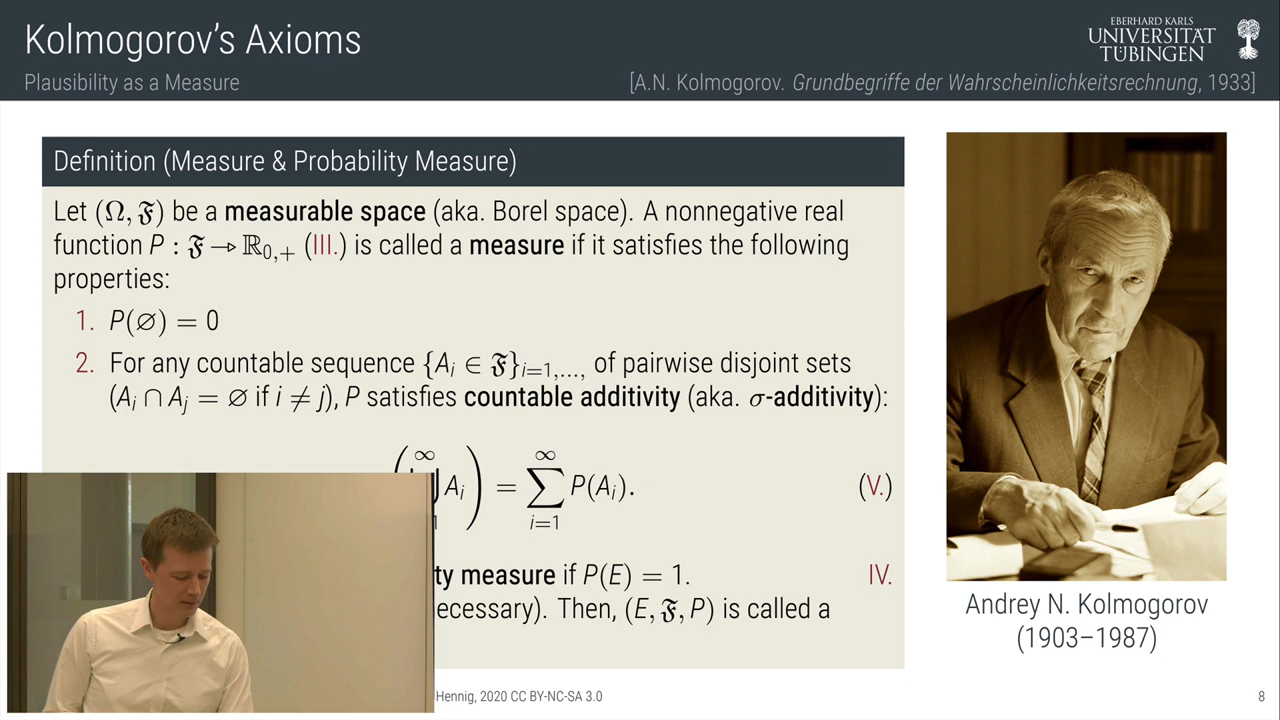 Kolmogorov's Axioms
Plausibility as a Measure
[A.N. Kolmogorov. Grundbegriffe der Wahrscheinlichkeitsrechnung, 1933]
EBERHARD KARLS
UNIVERSITÄT
TÜBINGEN
Definition (Measure & Probability Measure)
Let (Ω, 𝔉) be a measurable space (aka. Borel space). A nonnegative real
function P : 𝔉 → ℝ₀,₊ (III.) is called a measure if it satisfies the following
properties:
1. P(∅) = 0
2. For any countable sequence {Aᵢ ∈ 𝔉}ᵢ₌₁,..., of pairwise disjoint sets
(Aᵢ ∩ Aⱼ = ∅ if i ≠ j), P satisfies countable additivity (aka. σ-additivity):
Aᵢ) = ∑_{i=1}^{∞} P(Aᵢ). (V.)
measure if P(E) = 1. IV.
Then, (E, 𝔉, P) is called a
Hennig, 2020 CC BY-NC-SA 3.0
8
Andrey N. Kolmogorov
(1903–1987)